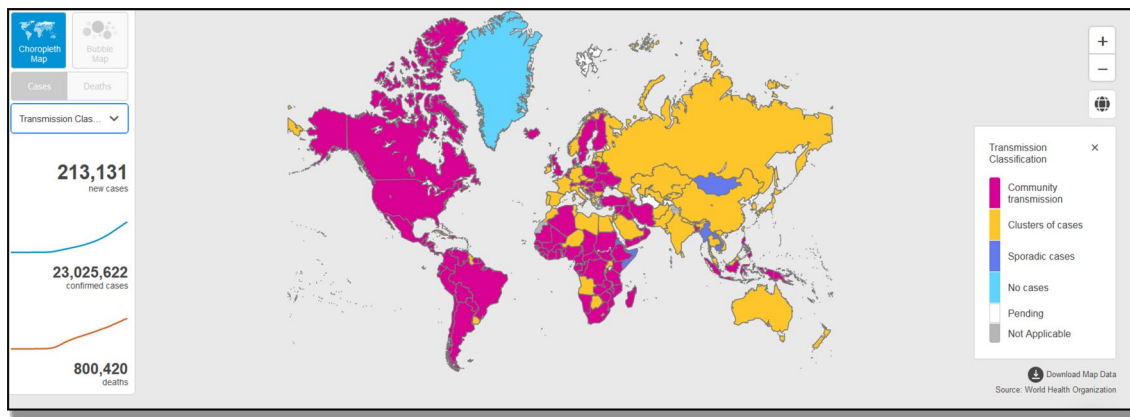 Choropleth
Map
Bubble
Map
Cases
Deaths
Transmission Clas...
213,131
new cases
23,025,622
confirmed cases
800,420
deaths
+
−
Transmission
Classification
×
Community
transmission
Clusters of cases
Sporadic cases
No cases
Pending
Not Applicable
Download Map Data
Source: World Health Organization